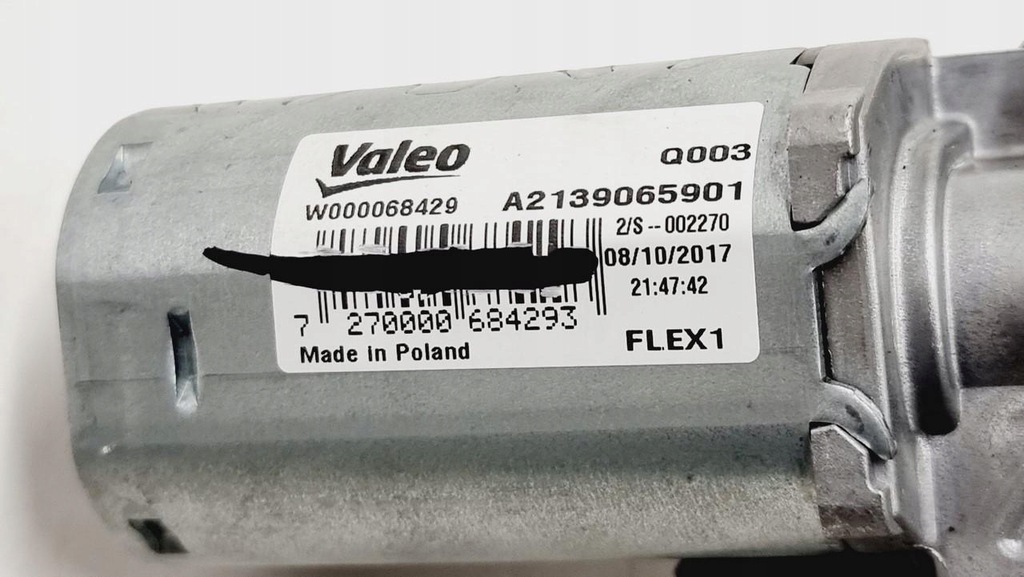 Valeo
Q003
W000068429
A2139065901
2/S--002270
08/10/2017
21:47:42
7 270000 684293
Made in Poland
FLEX1